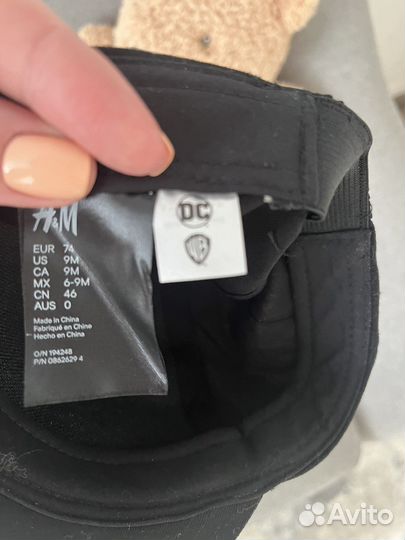 H&M
EUR 74
US 9M
CA 9M
MX 6-9M
CN 46
AUS 0
Made in China
Fabriqué en Chine
Hecho en China
O/N 194248
P/N 0862629 4
DC
WB
Avito